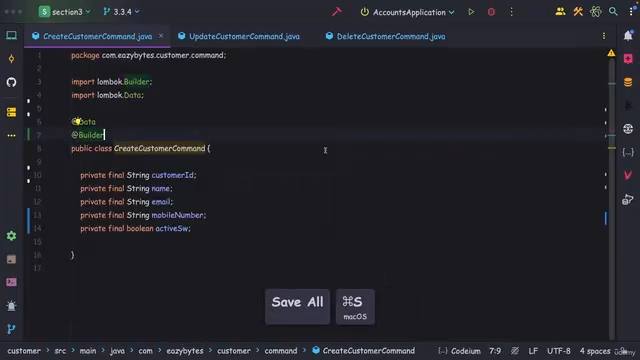 section3
3.3.4
AccountsApplication
CreateCustomerCommand.java
UpdateCustomerCommand.java
DeleteCustomerCommand.java
1 package com.eazybytes.customer.command;
2
3 import lombok.Builder;
4 import lombok.Data;
5
6 @Data
7 @Builder
8 public class CreateCustomerCommand {
9
10 private final String customerId;
11 private final String name;
12 private final String email;
13 private final String mobileNumber;
14 private final boolean activeSw;
15
16 }
17
Save All
⌘S
macOS
customer > src > main > java > com > eazybytes > customer > command > CreateCustomerCommand
Codeium 7:9 LF UTF-8 4 spaces